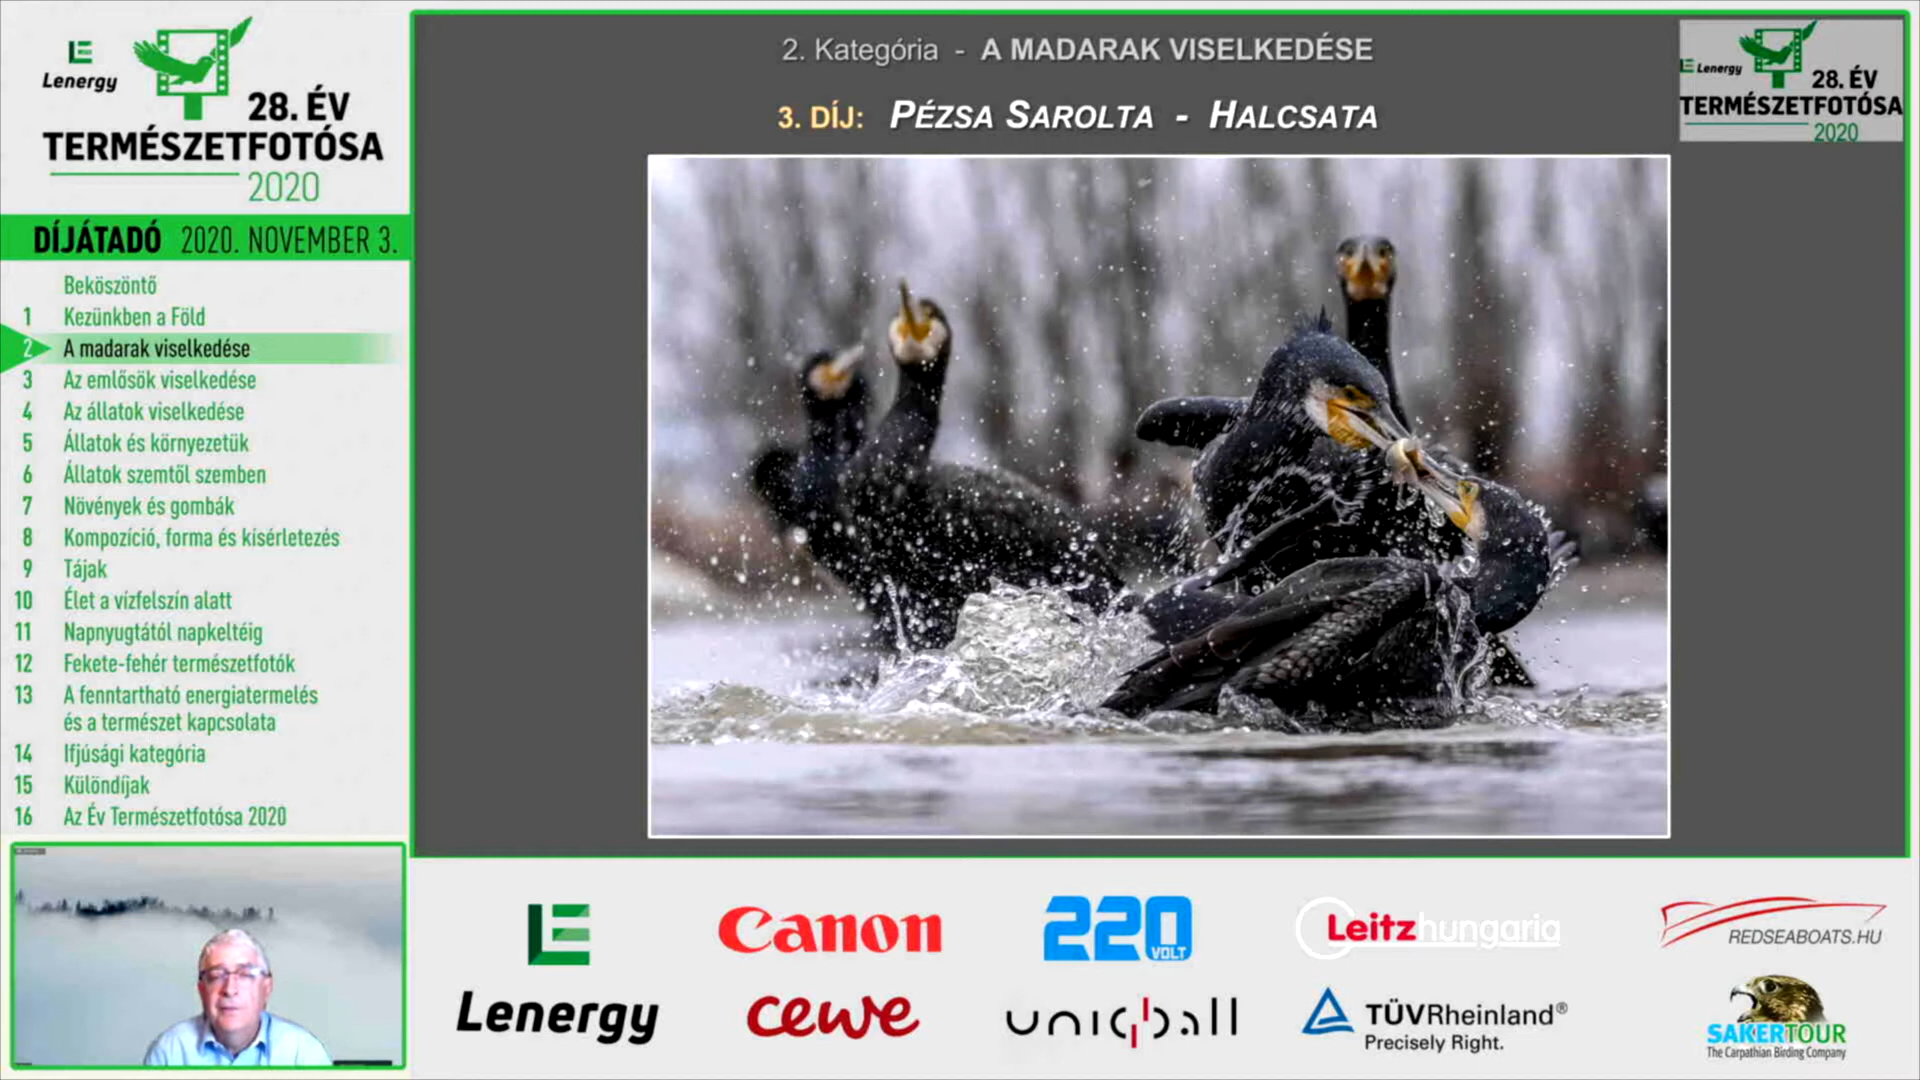 Lenergy
28. ÉV
TERMÉSZETFOTÓSA
2020
DÍJÁTADÓ 2020. NOVEMBER 3.
Beköszöntő
1 Kezünkben a Föld
2 A madarak viselkedése
3 Az emlősök viselkedése
4 Az állatok viselkedése
5 Állatok és környezetük
6 Állatok szemtől szemben
7 Növények és gombák
8 Kompozíció, forma és kísérletezés
9 Tájak
10 Élet a vízfelszín alatt
11 Napnyugtától napkeltéig
12 Fekete-fehér természetfotók
13 A fenntartható energiatermelés
és a természet kapcsolata
14 Ifjúsági kategória
15 Különdíjak
16 Az Év Természetfotósa 2020
2. Kategória - A MADARAK VISELKEDÉSE
3. DÍJ: PÉZSA SAROLTA - HALCSATA
Lenergy
28. ÉV
TERMÉSZETFOTÓSA
2020
Canon
220
VOLT
Leitzhungaria
REDSEABOATS.HU
Lenergy
cewe
uniqball
TÜVRheinland®
Precisely Right.
SAKERTOUR
The Carpathian Birding Company